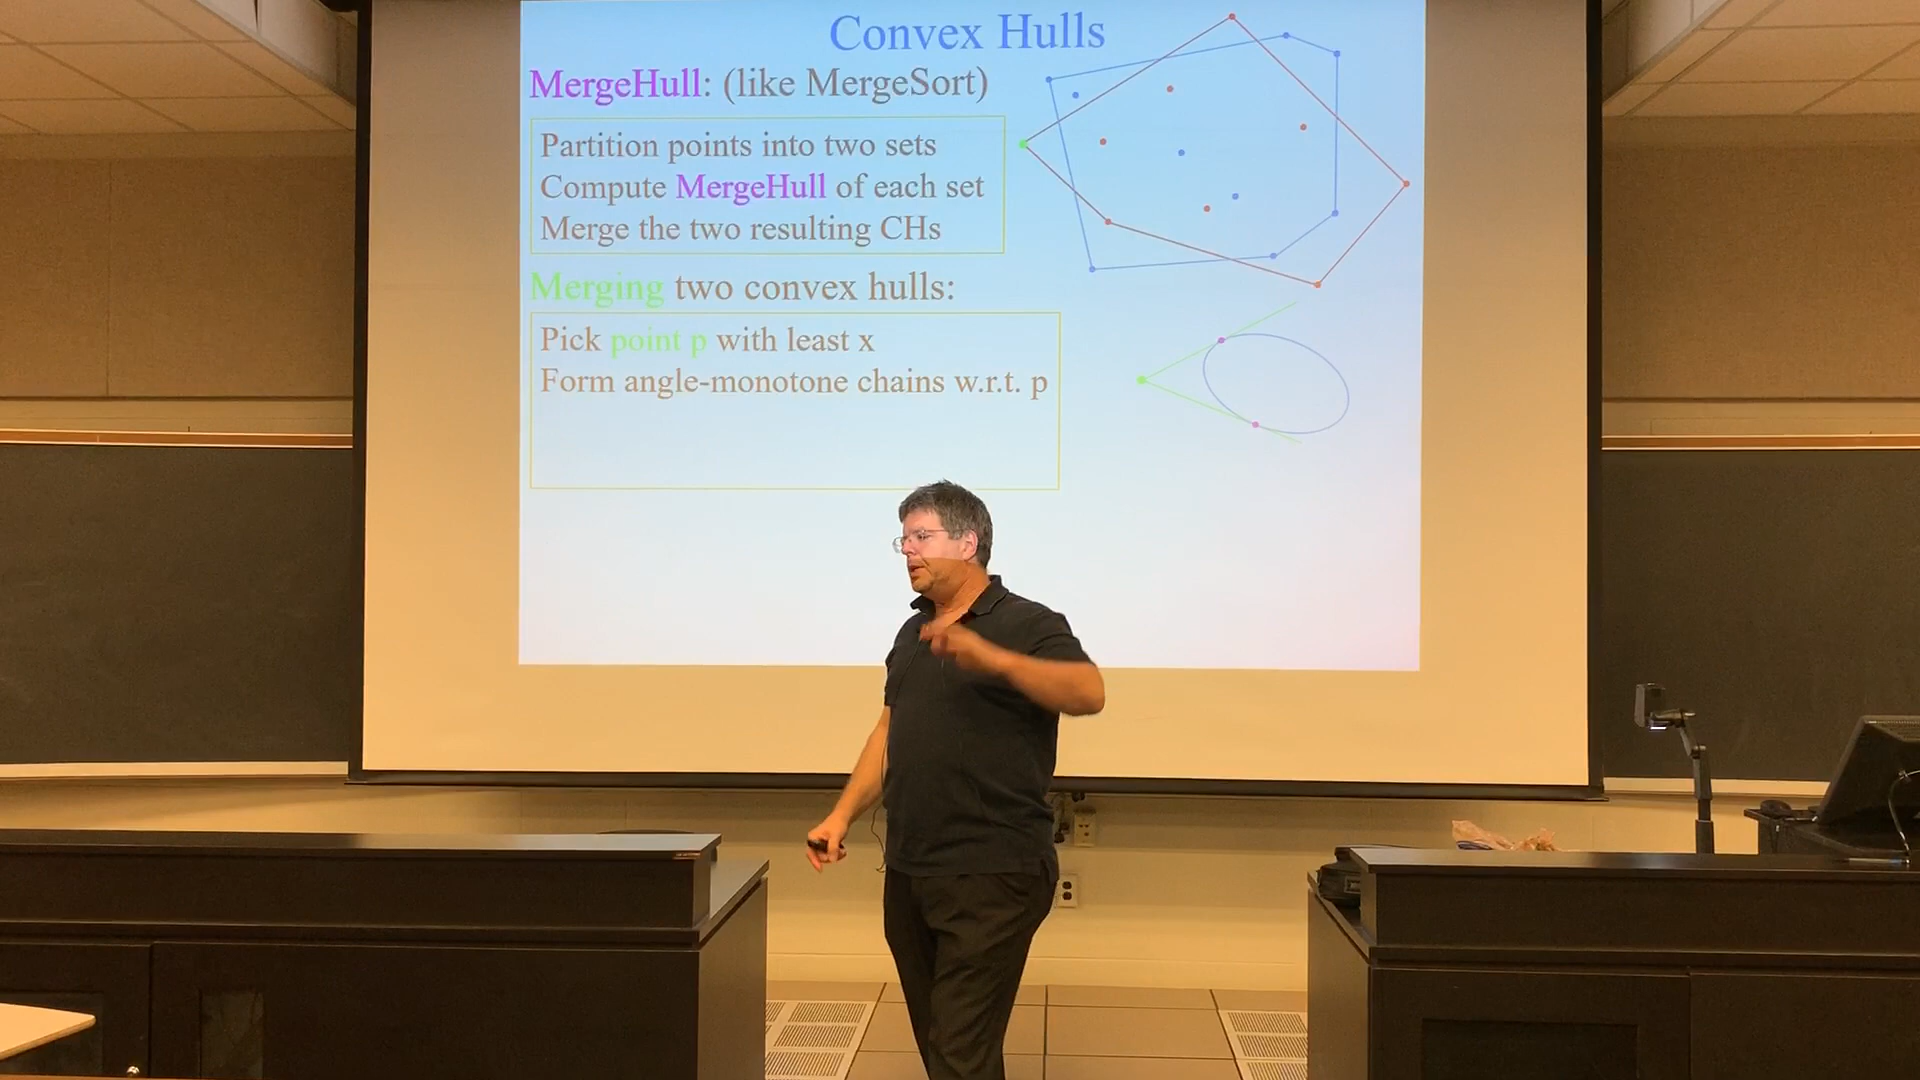 Convex Hulls
MergeHull: (like MergeSort)
Partition points into two sets
Compute MergeHull of each set
Merge the two resulting CHs
Merging two convex hulls:
Pick point p with least x
Form angle-monotone chains w.r.t. p